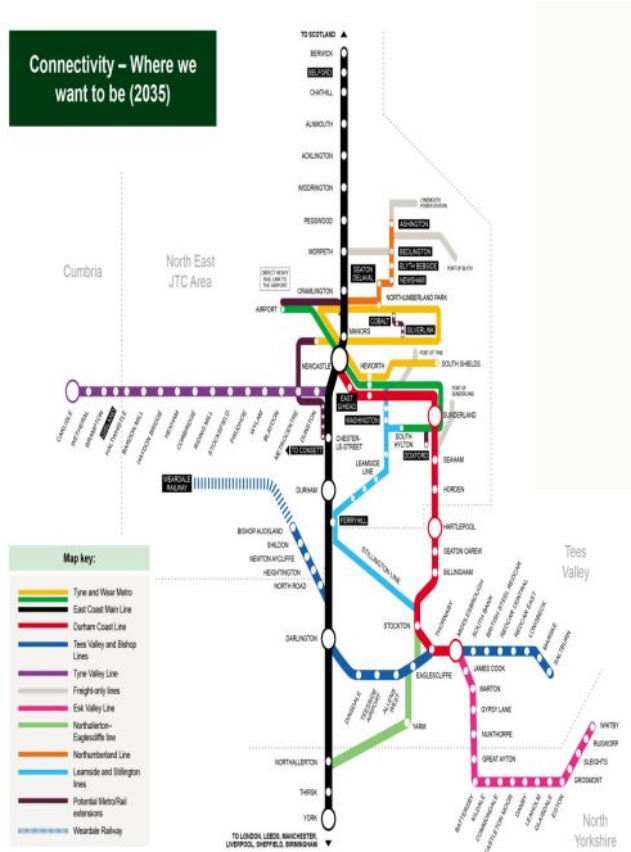 Connectivity – Where we
want to be (2035)
TO SCOTLAND
BERWICK
BELFORD
CHATHILL
ALNMOUTH
ACKLINGTON
WIDDRINGTON
PEGSWOOD
MORPETH
CRAMLINGTON
MANORS
NEWCASTLE
Cumbria
North East
JTC Area
DIRECT HEAVY
RAIL LINK TO
THE AIRPORT
AIRPORT
ASHINGTON
BEDLINGTON
BLYTH BEBSIDE
NEWSHAM
SEATON
DELAVAL
PORT OF BLYTH
NORTHUMBERLAND PARK
COBALT
SILVERLINK
PORT OF TYNE
HEWORTH
SOUTH SHIELDS
EAST
G/HEAD
PORT OF
SUNDERLAND
SUNDERLAND
WASHINGTON
SOUTH
HYLTON
DOXFORD
LEAMSIDE
LINE
CARLISLE
WETHERAL
BRAMPTON
HALTWHISTLE
BARDON MILL
HAYDON BRIDGE
HEXHAM
CORBRIDGE
RIDING MILL
STOCKSFIELD
PRUDHOE
WYLAM
BLAYDON
METROCENTRE
DUNSTON
TO CONSETT
CHESTER-
LE-STREET
WEARDALE
RAILWAY
DURHAM
FERRYHILL
SEAHAM
HORDEN
HARTLEPOOL
SEATON CAREW
BILLINGHAM
STILLINGTON LINE
Tees
Valley
BISHOP AUCKLAND
SHILDON
NEWTON AYCLIFFE
HEIGHINGTON
NORTH ROAD
DARLINGTON
STOCKTON
THORNABY
MIDDLESBROUGH
SOUTH BANK
BRITISH STEEL REDCAR
REDCAR CENTRAL
REDCAR EAST
LONGBECK
MARSKE
SALTBURN
DINSDALE
TEESSIDE
AIRPORT
ALLENS
WEST
EAGLESCLIFFE
YARM
JAMES COOK
MARTON
GYPSY LANE
NUNTHORPE
GREAT AYTON
BATTERSBY
KILDALE
COMMONDALE
CASTLETON MOOR
DANBY
LEALHOLM
GLAISDALE
EGTON
GROSMONT
SLEIGHTS
RUSWORP
WHITBY
NORTHALLERTON
THIRSK
YORK
TO LONDON, LEEDS, MANCHESTER,
LIVERPOOL, SHEFFIELD, BIRMINGHAM
North
Yorkshire
Map key:
Tyne and Wear Metro
East Coast Main Line
Durham Coast Line
Tees Valley and Bishop
Lines
Tyne Valley Line
Freight-only lines
Esk Valley Line
Northallerton–
Eaglescliffe line
Northumberland Line
Leamside and Stillington
lines
Potential Metro/Rail
extensions
Weardale Railway